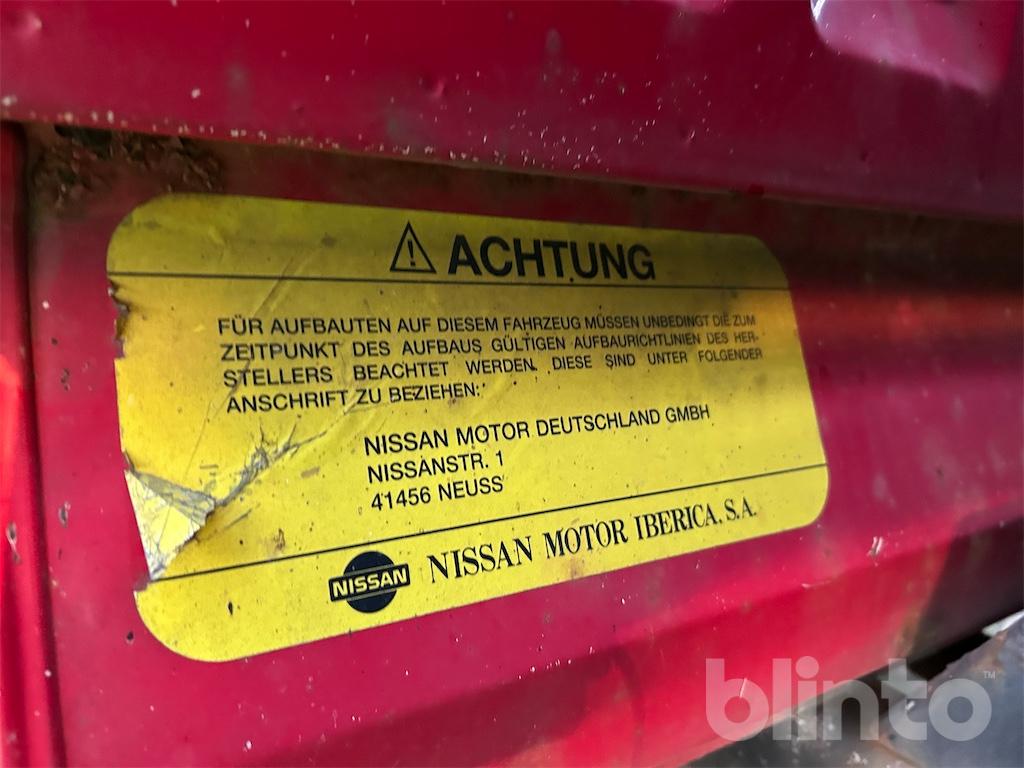 ACHTUNG
FÜR AUFBAUTEN AUF DIESEM FAHRZEUG MÜSSEN UNBEDINGT DIE ZUM
ZEITPUNKT DES AUFBAUS GÜLTIGEN AUFBAURICHTLINIEN DES HER-
STELLERS BEACHTET WERDEN. DIESE SIND UNTER FOLGENDER
ANSCHRIFT ZU BEZIEHEN:
NISSAN MOTOR DEUTSCHLAND GMBH
NISSANSTR. 1
41456 NEUSS
NISSAN NISSAN MOTOR IBERICA, S.A.
blinto™